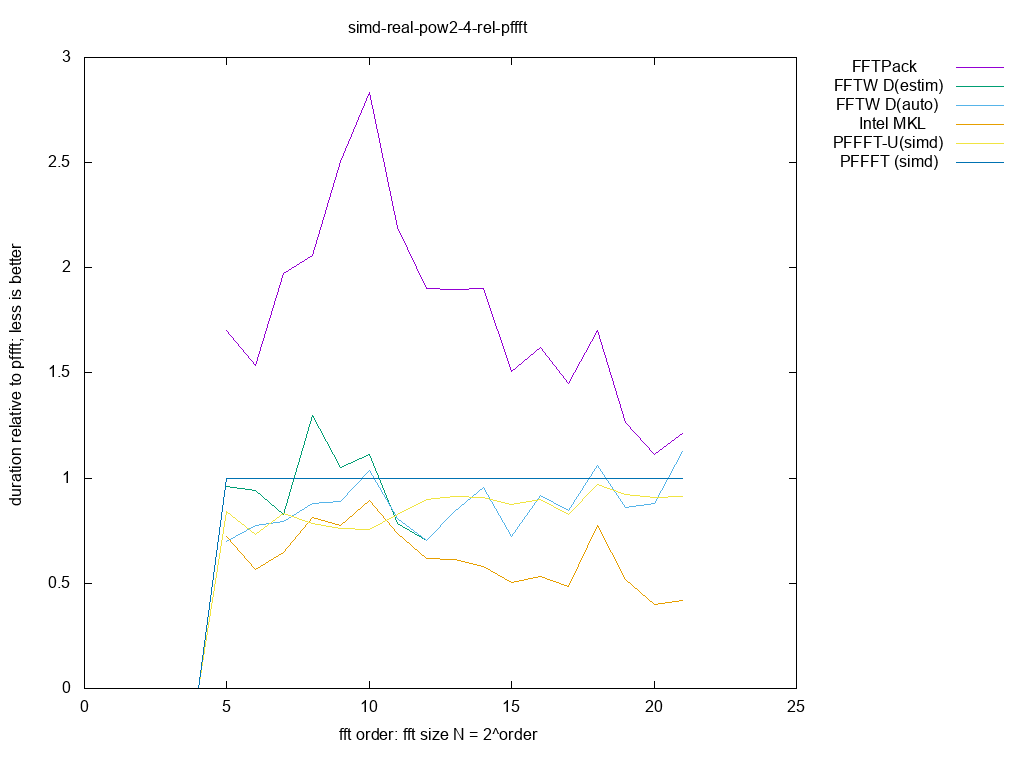 simd-real-pow2-4-rel-pffft
3
2.5
2
1.5
1
0.5
0
0 5 10 15 20 25
duration relative to pffft; less is better
fft order: fft size N = 2^order
FFTPack
FFTW D(estim)
FFTW D(auto)
Intel MKL
PFFFT-U(simd)
PFFFT (simd)